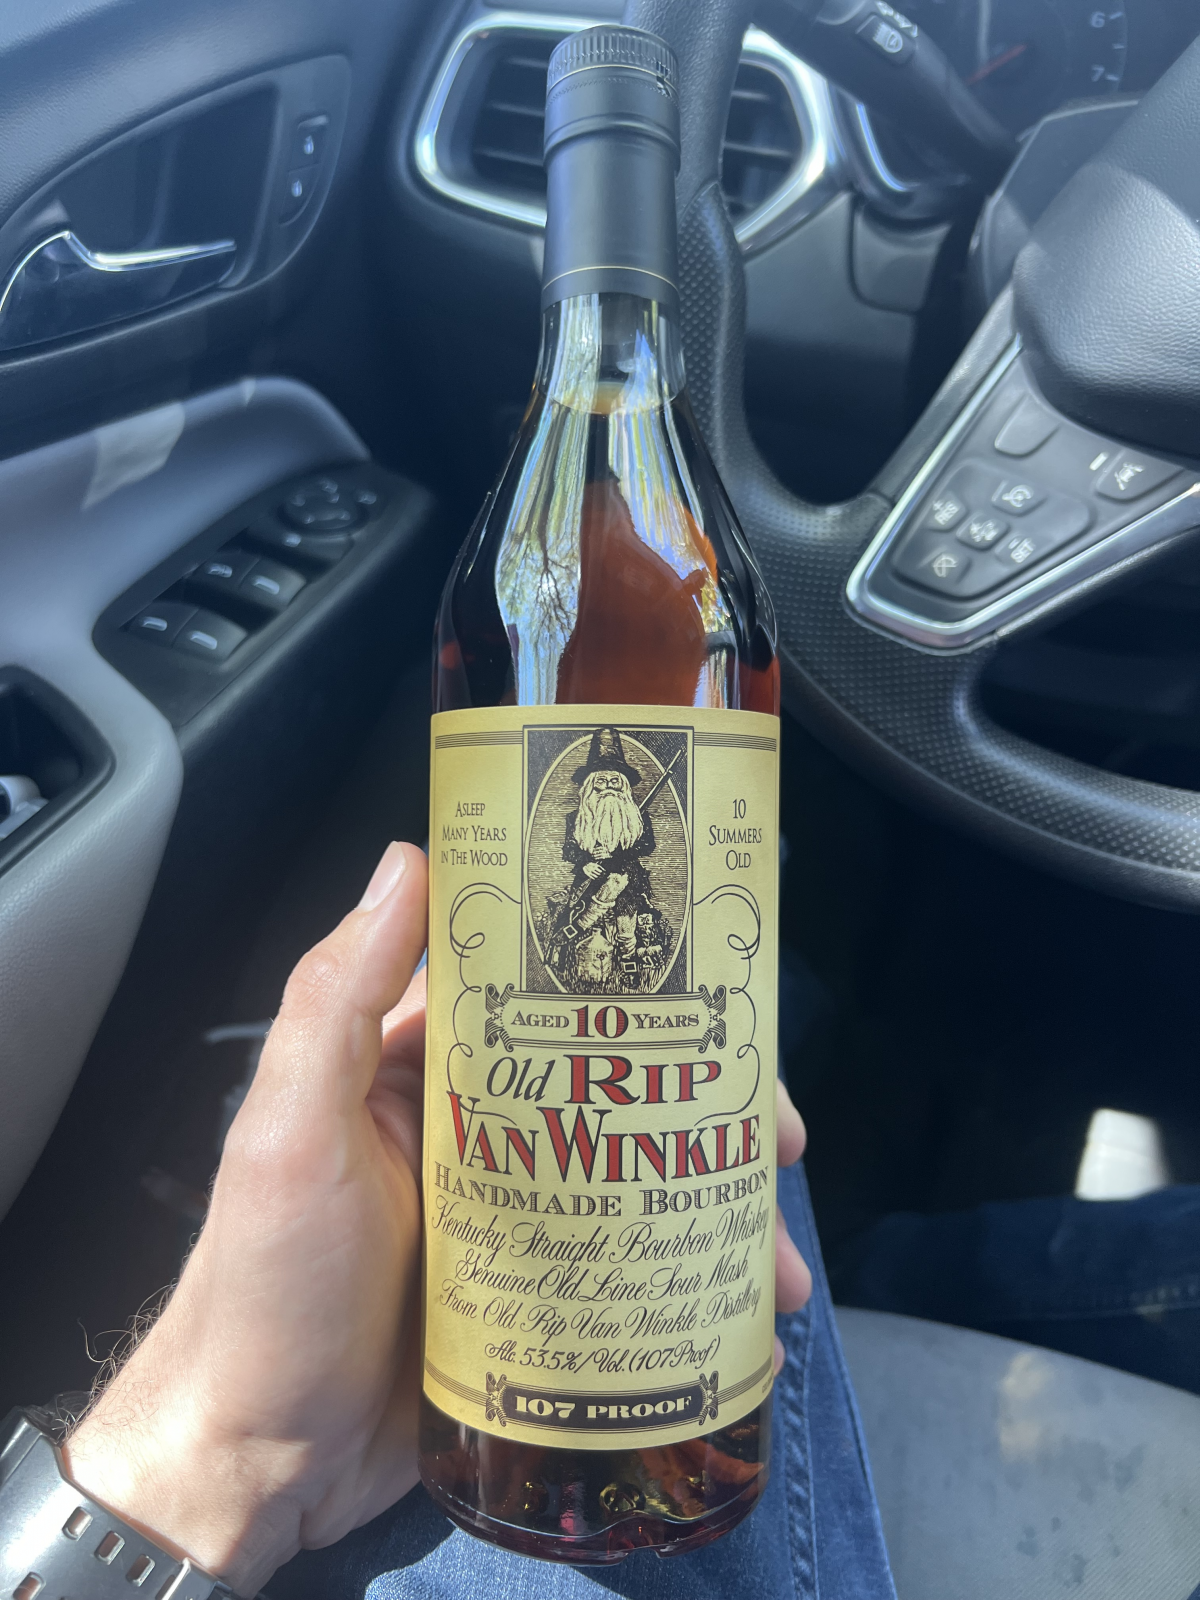 6
7
ASLEEP
MANY YEARS
IN THE WOOD
10
SUMMERS
OLD
AGED 10 YEARS
Old RIP
VAN WINKLE
HANDMADE BOURBON
Kentucky Straight Bourbon Whiskey
Genuine Old Line Sour Mash
From Old Rip Van Winkle Distillery
Alc. 53.5%/Vol. (107 Proof)
107 PROOF